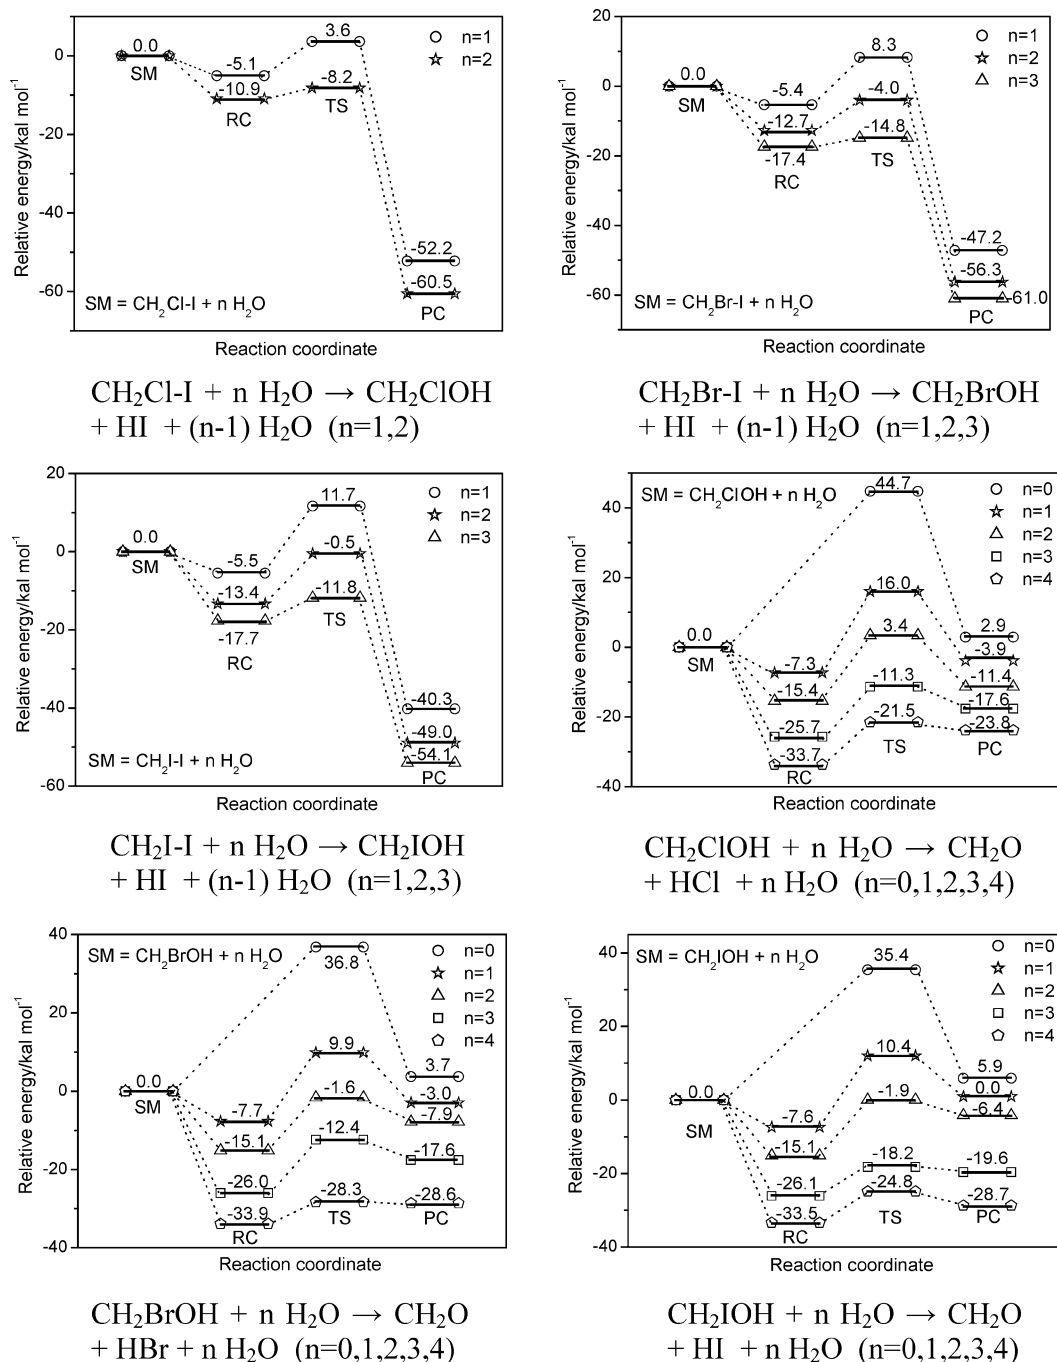 Relative energy/kal mol⁻¹
0
-20
-40
-60
0.0
SM
-5.1
-10.9
RC
3.6
-8.2
TS
-52.2
-60.5
PC
n=1
n=2
SM = CH₂Cl-I + n H₂O
Reaction coordinate
CH₂Cl-I + n H₂O → CH₂ClOH
+ HI + (n-1) H₂O (n=1,2)
Relative energy/kal mol⁻¹
20
0
-20
-40
-60
0.0
SM
-5.4
-12.7
-17.4
RC
8.3
-4.0
-14.8
TS
-47.2
-56.3
-61.0
PC
n=1
n=2
n=3
SM = CH₂Br-I + n H₂O
Reaction coordinate
CH₂Br-I + n H₂O → CH₂BrOH
+ HI + (n-1) H₂O (n=1,2,3)
Relative energy/kal mol⁻¹
20
0
-20
-40
-60
0.0
SM
-5.5
-13.4
-17.7
RC
11.7
-0.5
-11.8
TS
-40.3
-49.0
-54.1
PC
n=1
n=2
n=3
SM = CH₂I-I + n H₂O
Reaction coordinate
CH₂I-I + n H₂O → CH₂IOH
+ HI + (n-1) H₂O (n=1,2,3)
Relative energy/kal mol⁻¹
40
20
0
-20
-40
SM = CH₂ClOH + n H₂O
0.0
SM
-7.3
-15.4
-25.7
-33.7
RC
44.7
16.0
3.4
-11.3
-21.5
TS
2.9
-3.9
-11.4
-17.6
-23.8
PC
n=0
n=1
n=2
n=3
n=4
Reaction coordinate
CH₂ClOH + n H₂O → CH₂O
+ HCl + n H₂O (n=0,1,2,3,4)
Relative energy/kal mol⁻¹
40
20
0
-20
-40
SM = CH₂BrOH + n H₂O
0.0
SM
-7.7
-15.1
-26.0
-33.9
RC
36.8
9.9
-1.6
-12.4
-28.3
TS
3.7
-3.0
-7.9
-17.6
-28.6
PC
n=0
n=1
n=2
n=3
n=4
Reaction coordinate
CH₂BrOH + n H₂O → CH₂O
+ HBr + n H₂O (n=0,1,2,3,4)
Relative energy/kal mol⁻¹
40
20
0
-20
-40
SM = CH₂IOH + n H₂O
0.0
SM
-7.6
-15.1
-26.1
-33.5
RC
35.4
10.4
-1.9
-18.2
-24.8
TS
5.9
0.0
-6.4
-19.6
-28.7
PC
n=0
n=1
n=2
n=3
n=4
Reaction coordinate
CH₂IOH + n H₂O → CH₂O
+ HI + n H₂O (n=0,1,2,3,4)